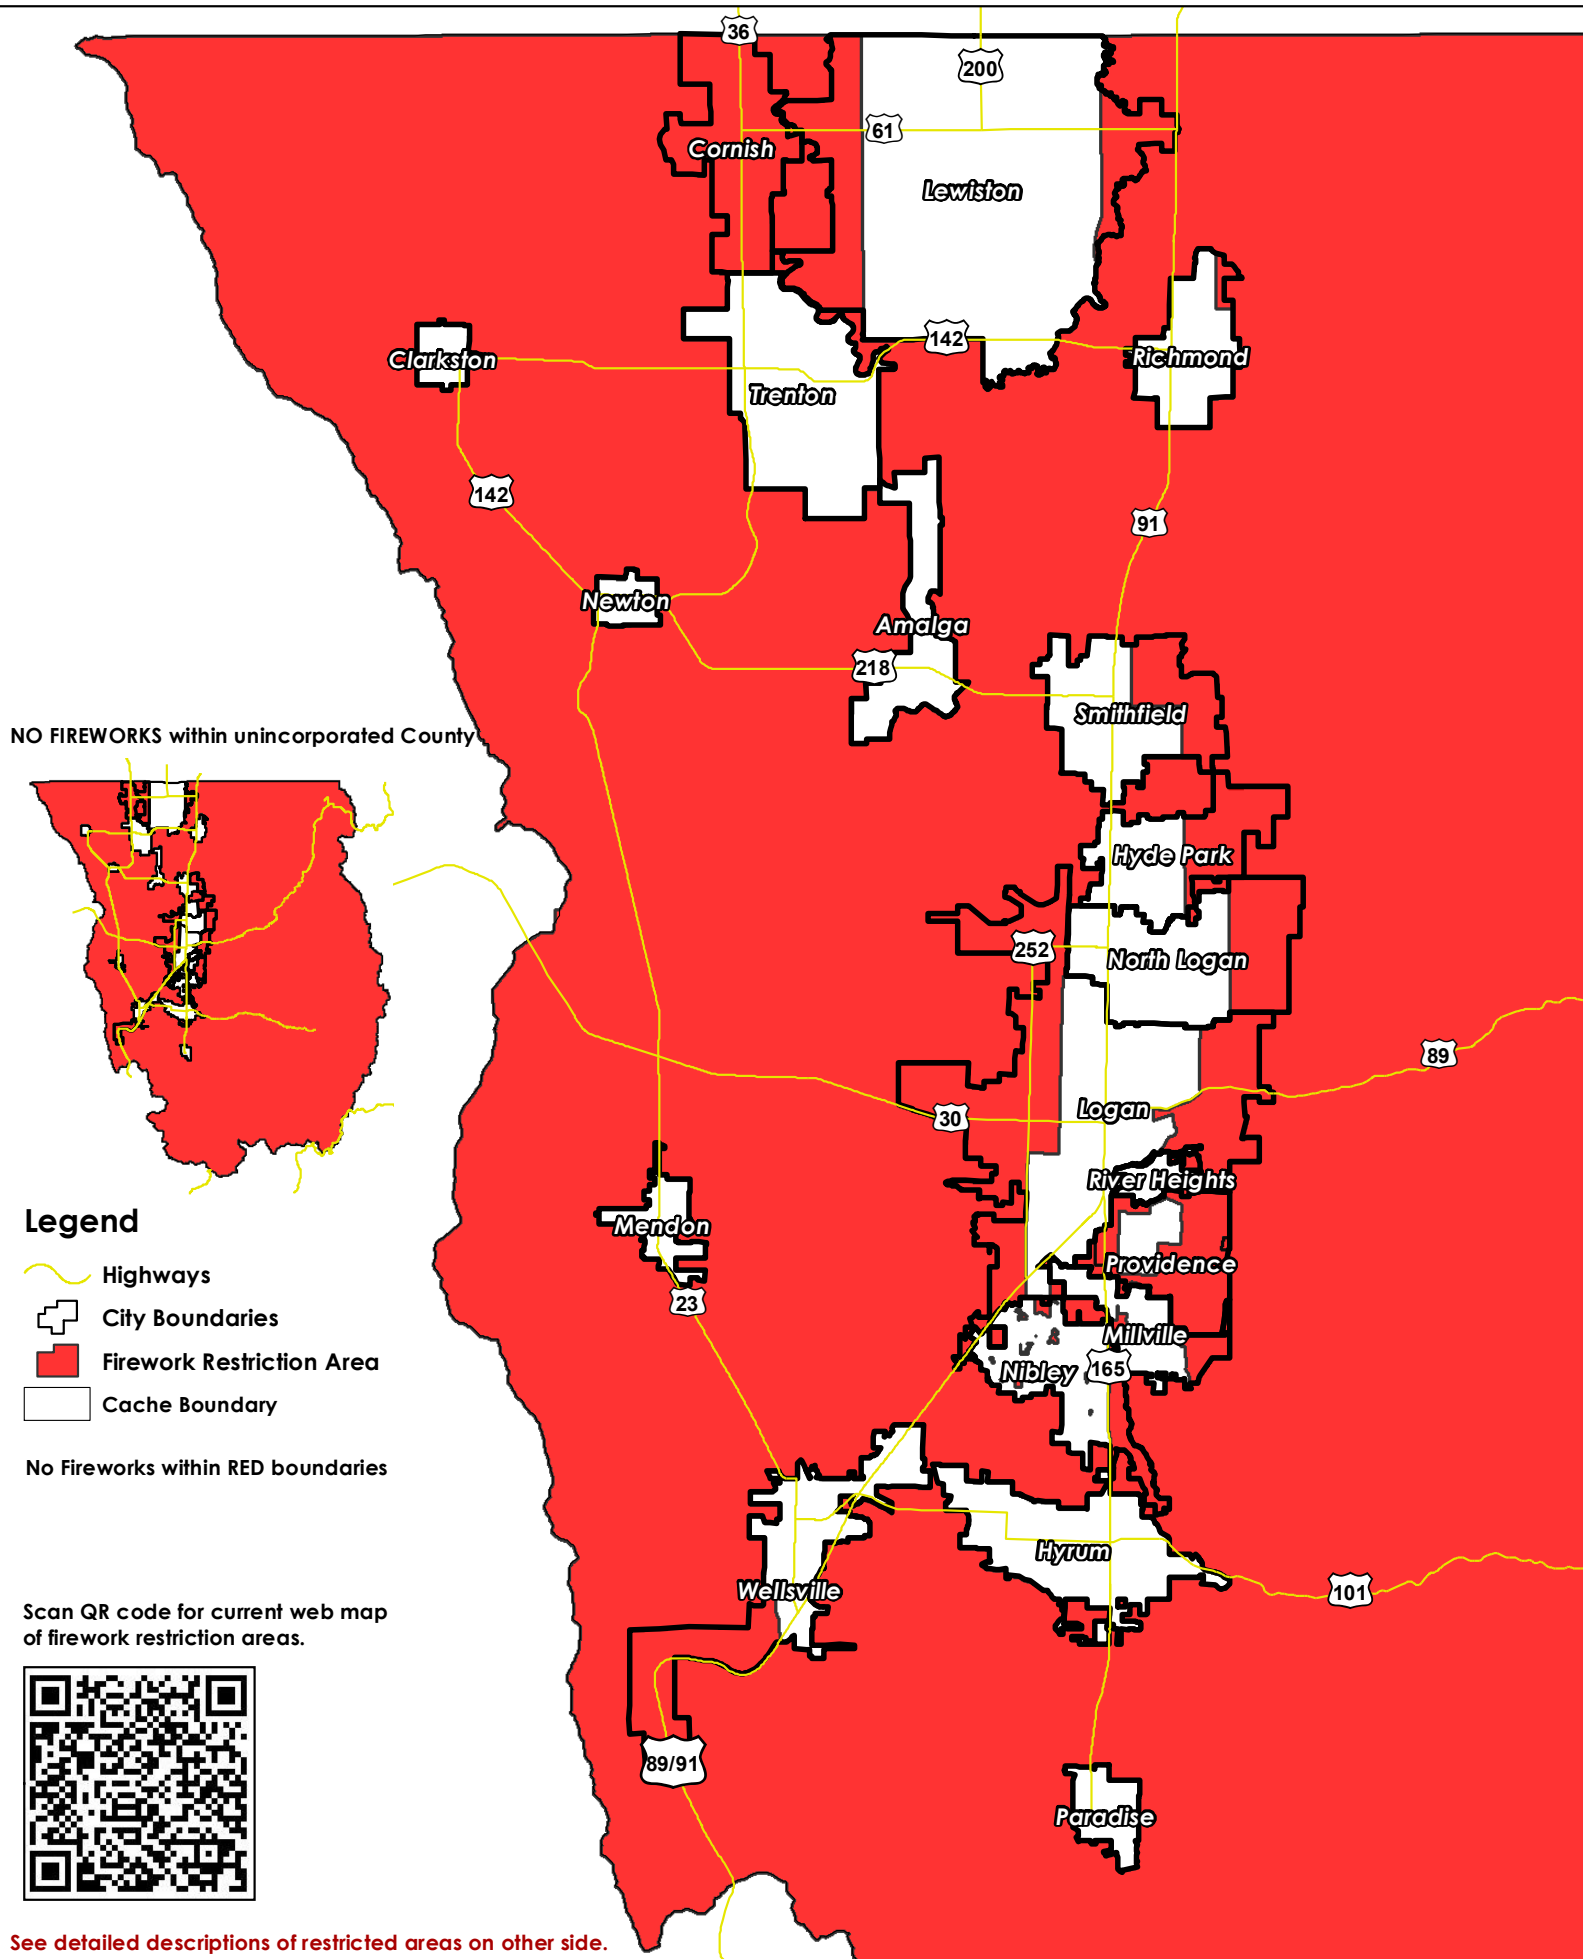 36
200
61
Cornish
Lewiston
142
Clarkston
Richmond
Trenton
142
91
Newton
Amalga
218
Smithfield
NO FIREWORKS within unincorporated County
Hyde Park
252
North Logan
89
30
Logan
River Heights
Mendon
Providence
23
Millville
Nibley
165
Legend
Highways
City Boundaries
Firework Restriction Area
Cache Boundary
No Fireworks within RED boundaries
Hyrum
Wellsville
101
Scan QR code for current web map
of firework restriction areas.
89/91
Paradise
See detailed descriptions of restricted areas on other side.